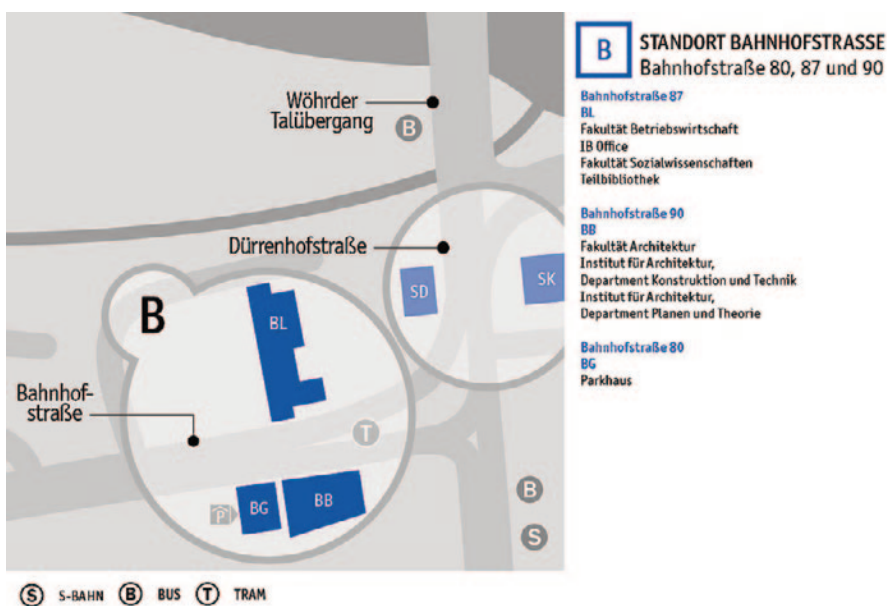 Wöhrder
Talübergang
B
Dürrenhofstraße
SD
SK
B
BL
Bahnhof-
straße
T
P
BG
BB
B
S
S S-BAHN B BUS T TRAM
B
STANDORT BAHNHOFSTRASSE
Bahnhofstraße 80, 87 und 90
Bahnhofstraße 87
BL
Fakultät Betriebswirtschaft
IB Office
Fakultät Sozialwissenschaften
Teilbibliothek
Bahnhofstraße 90
BB
Fakultät Architektur
Institut für Architektur,
Department Konstruktion und Technik
Institut für Architektur,
Department Planen und Theorie
Bahnhofstraße 80
BG
Parkhaus